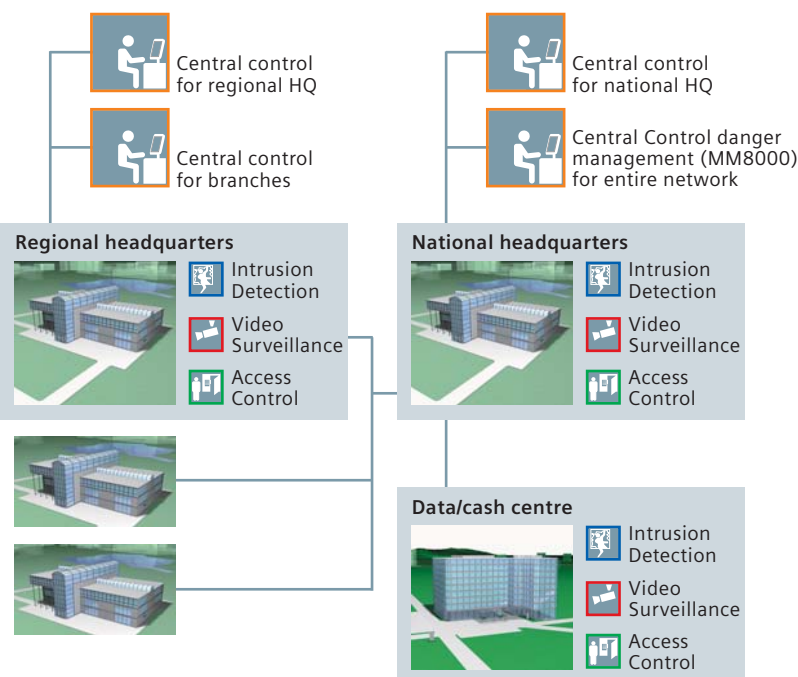 Central control
for regional HQ
Central control
for branches
Central control
for national HQ
Central Control danger
management (MM8000)
for entire network
Regional headquarters
Intrusion
Detection
Video
Surveillance
Access
Control
National headquarters
Intrusion
Detection
Video
Surveillance
Access
Control
Data/cash centre
Intrusion
Detection
Video
Surveillance
Access
Control